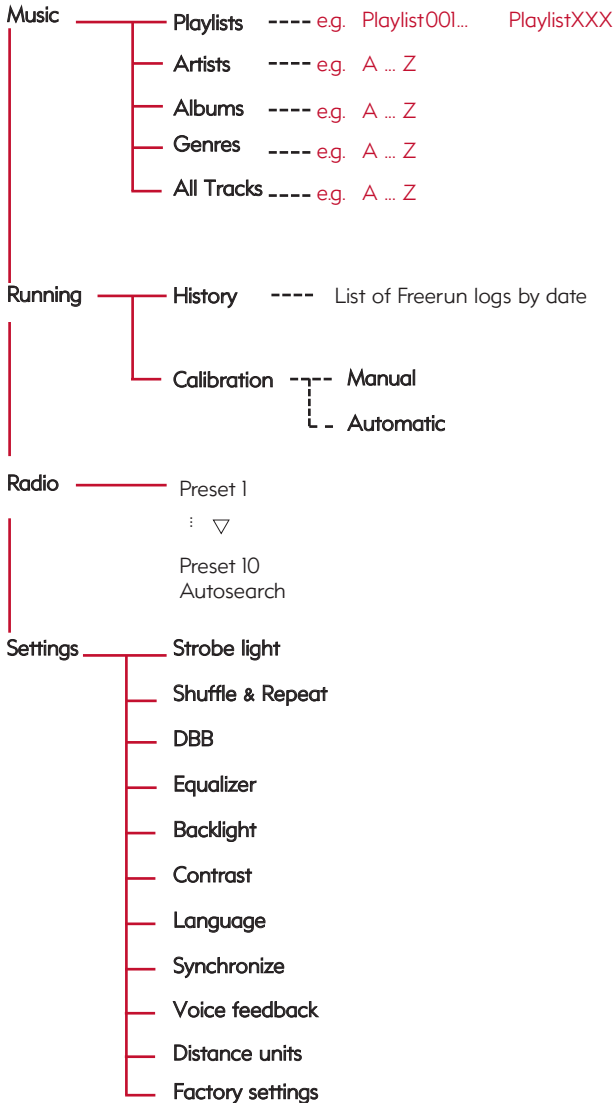 Music Playlists e.g. Playlist001... PlaylistXXX
Artists e.g. A ... Z
Albums e.g. A ... Z
Genres e.g. A ... Z
All Tracks e.g. A ... Z
Running History List of Freerun logs by date
Calibration Manual
Automatic
Radio Preset 1
Preset 10
Autosearch
Settings Strobe light
Shuffle & Repeat
DBB
Equalizer
Backlight
Contrast
Language
Synchronize
Voice feedback
Distance units
Factory settings